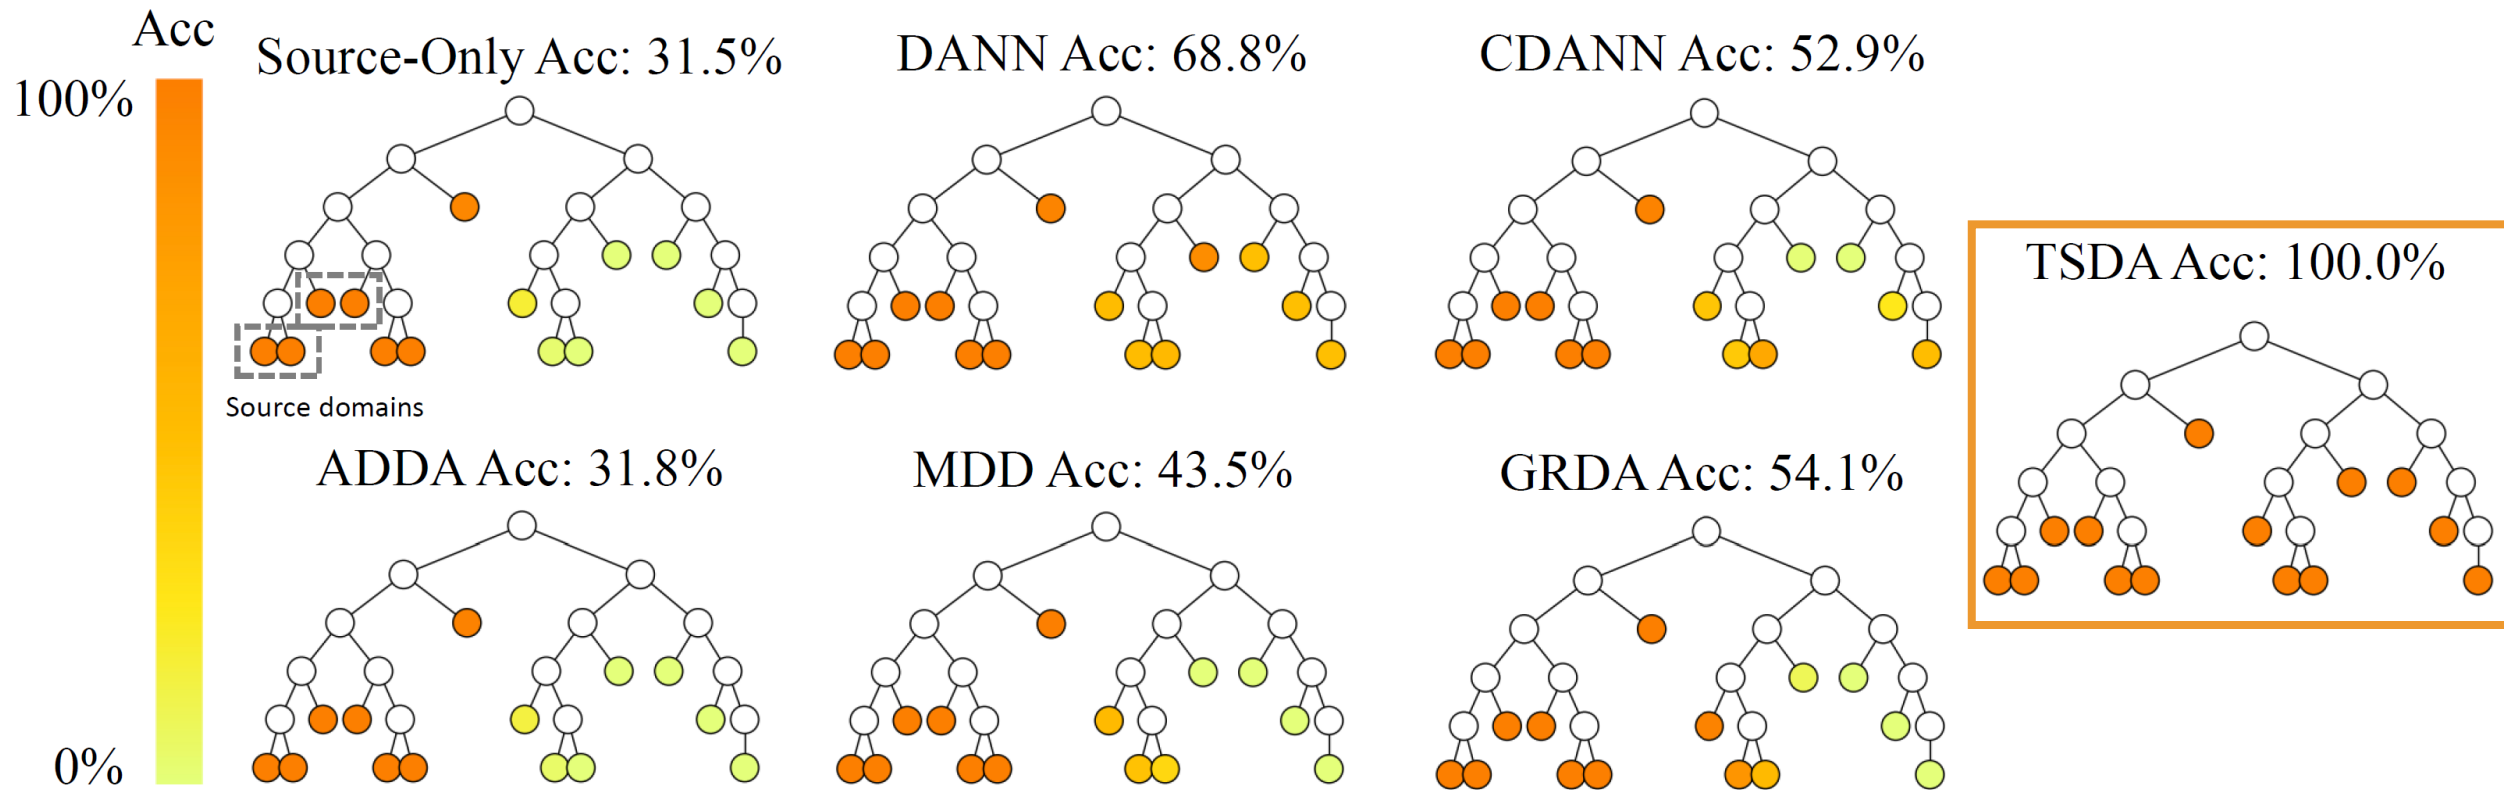 Acc
100%
0%
Source-Only Acc: 31.5%
Source domains
DANN Acc: 68.8%
CDANN Acc: 52.9%
ADDA Acc: 31.8%
MDD Acc: 43.5%
GRDA Acc: 54.1%
TSDA Acc: 100.0%